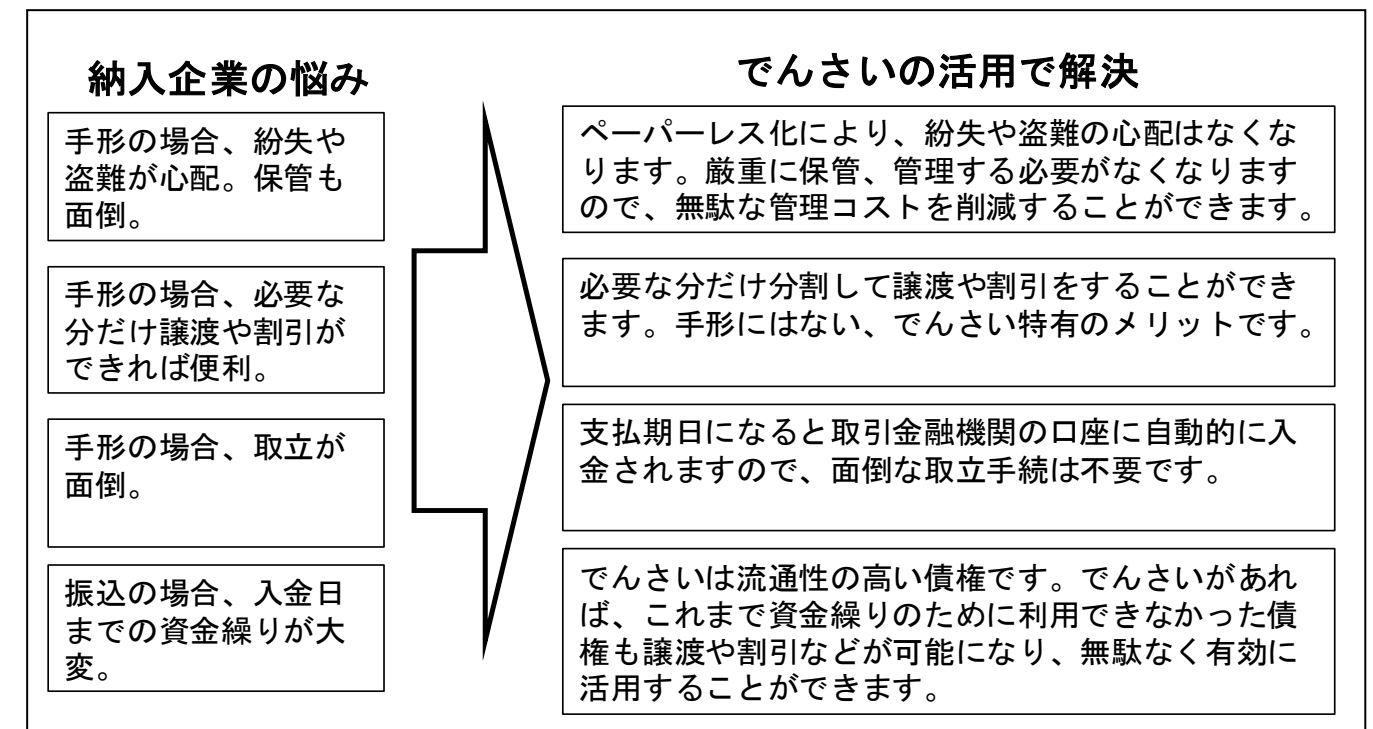 納入企業の悩み
手形の場合、紛失や
盗難が心配。保管も
面倒。
手形の場合、必要な
分だけ譲渡や割引が
できれば便利。
手形の場合、取立が
面倒。
振込の場合、入金日
までの資金繰りが大
変。
でんさいの活用で解決
ペーパーレス化により、紛失や盗難の心配はなくな
ります。厳重に保管、管理する必要がなくなります
ので、無駄な管理コストを削減することができます。
必要な分だけ分割して譲渡や割引をすることができ
ます。手形にはない、でんさい特有のメリットです。
支払期日になると取引金融機関の口座に自動的に入
金されますので、面倒な取立手続は不要です。
でんさいは流通性の高い債権です。でんさいがあれ
ば、これまで資金繰りのために利用できなかった債
権も譲渡や割引などが可能になり、無駄なく有効に
活用することができます。